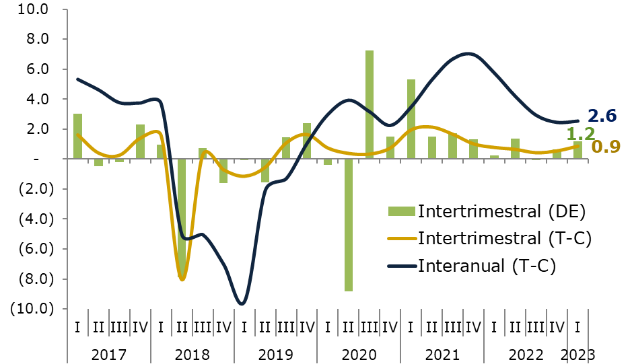 10.0
8.0
6.0
4.0
2.0
-
(2.0)
(4.0)
(6.0)
(8.0)
(10.0)
2.6
1.2
0.9
Intertrimestral (DE)
Intertrimestral (T-C)
Interanual (T-C)
I II III IV I II III IV I II III IV I II III IV I II III IV I II III IV I
2017 2018 2019 2020 2021 2022 2023